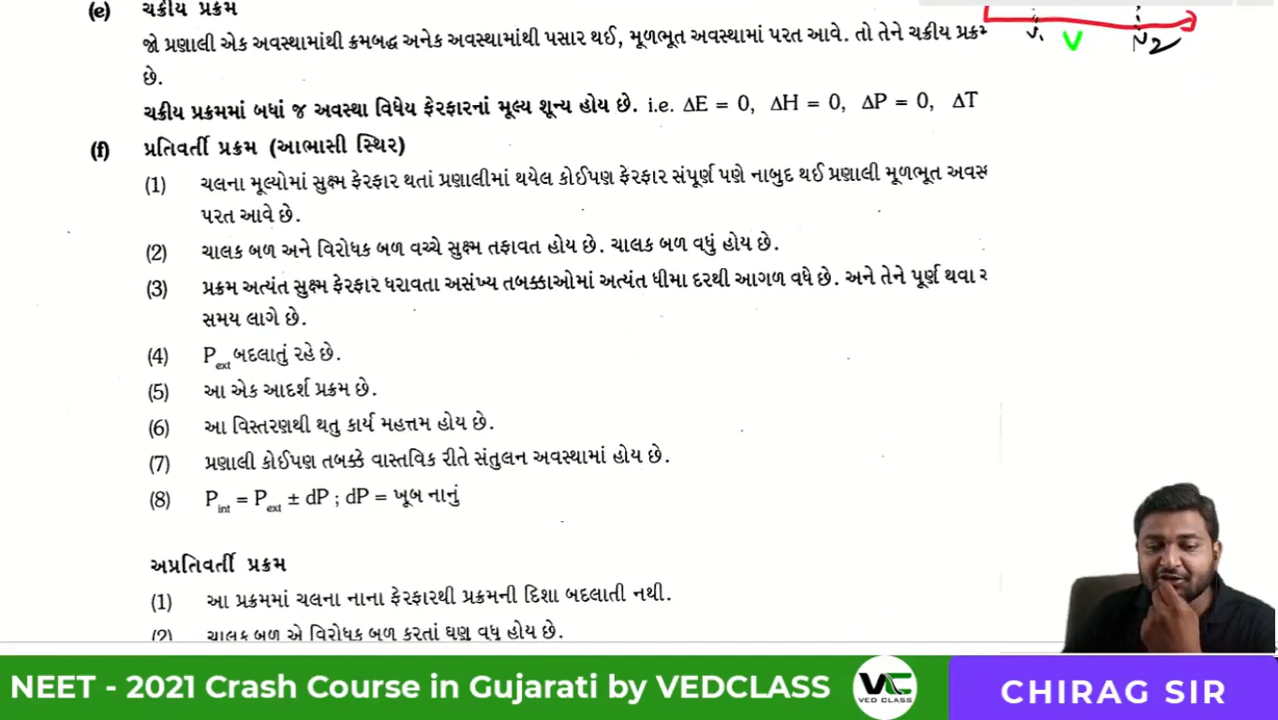 (e) ચક્રીય પ્રક્રમ
જો પ્રણાલી એક અવસ્થામાંથી ક્રમબદ્ધ અનેક અવસ્થામાંથી પસાર થઈ, મૂળભૂત અવસ્થામાં પરત આવે. તો તેને ચક્રીય પ્રક્રમ
છે.
ચક્રીય પ્રક્રમમાં બધાં જ અવસ્થા વિધેય ફેરફારનાં મૂલ્ય શૂન્ય હોય છે. i.e. ΔE = 0, ΔH = 0, ΔP = 0, ΔT
V
(f) પ્રતિવર્તી પ્રક્રમ (આભાસી સ્થિર)
(1) ચલના મૂલ્યોમાં સુક્ષ્મ ફેરફાર થતાં પ્રણાલીમાં થયેલ કોઈપણ ફેરફાર સંપૂર્ણ પણે નાબુદ થઈ પ્રણાલી મૂળભૂત
પરત આવે છે.
(2) ચાલક બળ અને વિરોધક બળ વચ્ચે સુક્ષ્મ તફાવત હોય છે. ચાલક બળ વધું હોય છે.
(3) પ્રક્રમ અત્યંત સુક્ષ્મ ફેરફાર ધરાવતા અસંખ્ય તબક્કાઓમાં અત્યંત ધીમા દરથી આગળ વધે છે. અને તેને પૂર્ણ થવા
સમય લાગે છે.
(4) P_ext બદલાતું રહે છે.
(5) આ એક આદર્શ પ્રક્રમ છે.
(6) આ વિસ્તરણથી થતુ કાર્ય મહત્તમ હોય છે.
(7) પ્રણાલી કોઈપણ તબક્કે વાસ્તવિક રીતે સંતુલન અવસ્થામાં હોય છે.
(8) P_int = P_ext ± dP ; dP = ખૂબ નાનું
અપ્રતિવર્તી પ્રક્રમ
(1) આ પ્રક્રમમાં ચલના નાના ફેરફારથી પ્રક્રમની દિશા બદલાતી નથી.
(2) ચાલક બળ એ વિરોધક બળ કરતાં ઘણુ વધુ હોય છે.
NEET - 2021 Crash Course in Gujarati by VEDCLASS
VC
VED CLASS
CHIRAG SIR